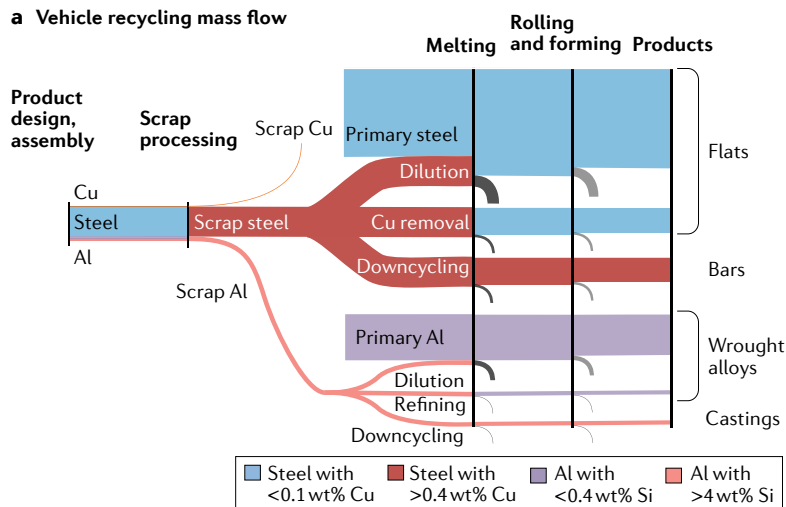 a Vehicle recycling mass flow
Product
design,
assembly
Scrap
processing
Melting
Rolling
and forming
Products
Cu
Steel
Al
Scrap Cu
Scrap steel
Scrap Al
Primary steel
Dilution
Cu removal
Downcycling
Primary Al
Dilution
Refining
Downcycling
Flats
Bars
Wrought
alloys
Castings
Steel with
<0.1 wt% Cu
Steel with
>0.4 wt% Cu
Al with
<0.4 wt% Si
Al with
>4 wt% Si